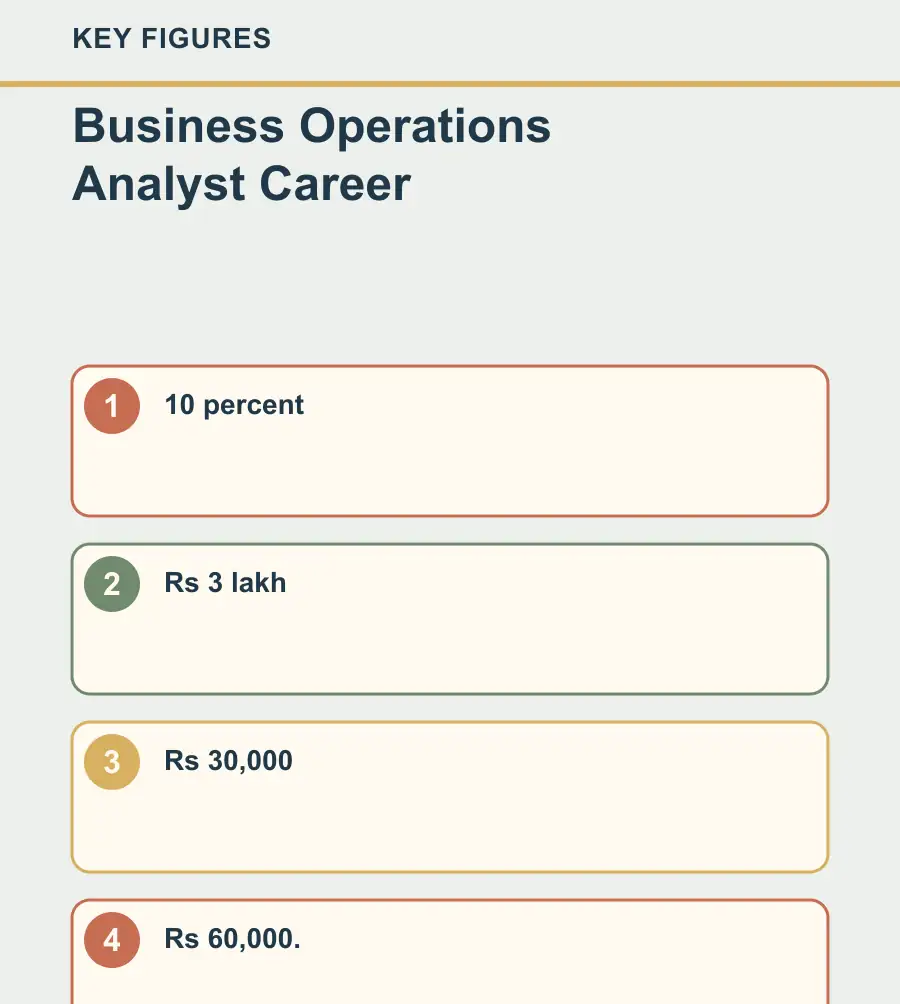 KEY FIGURES
Business Operations
Analyst Career
1
10 percent
2
Rs 3 lakh
3
Rs 30,000
4
Rs 60,000.